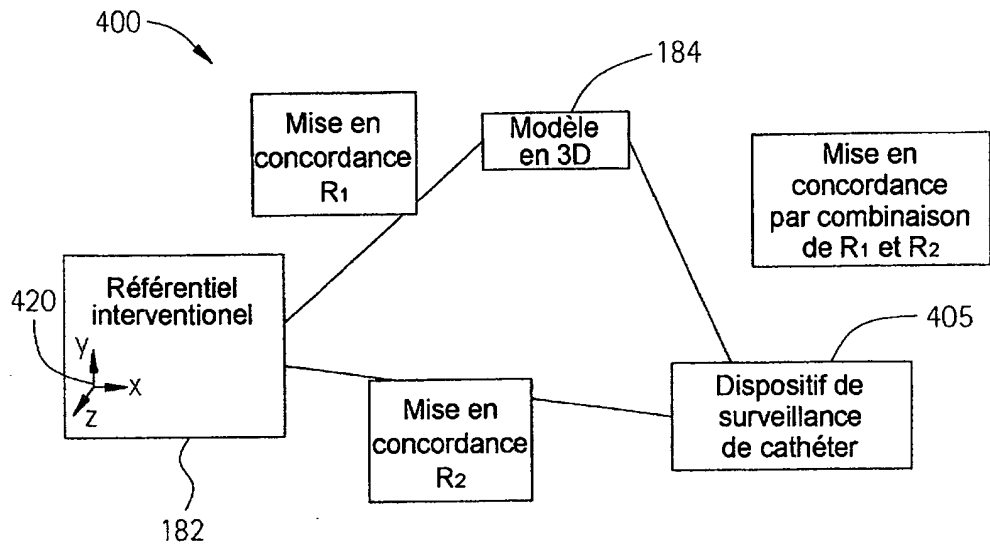 400
184
Mise en
concordance
R1
Modèle
en 3D
Mise en
concordance
par combinaison
de R1 et R2
Référentiel
interventionel
420
y
x
z
405
Dispositif de
surveillance
de cathéter
Mise en
concordance
R2
182